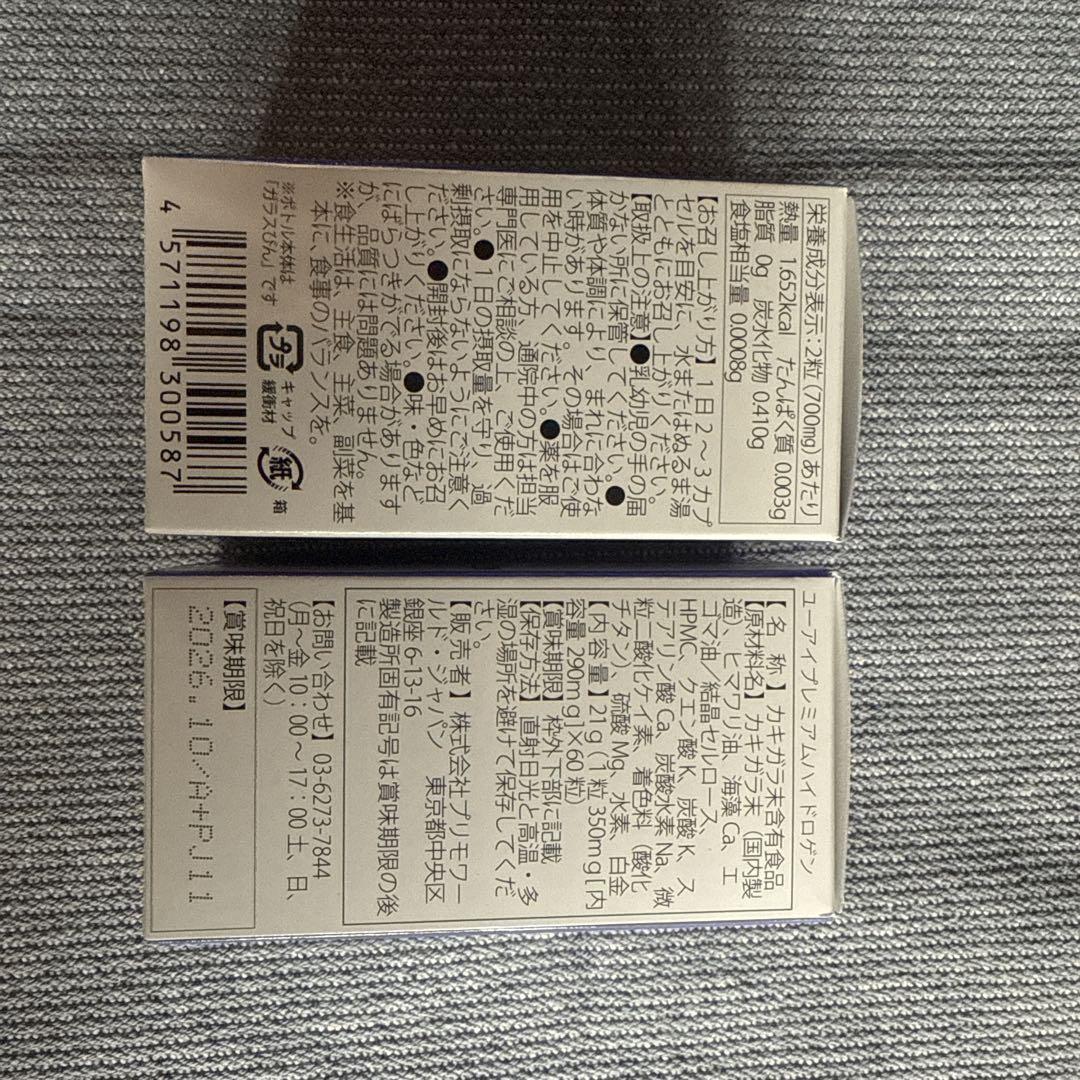 栄養成分表示：2粒（700mg）あたり
熱量 1.652kcal たんぱく質 0.003g
脂質 0g 炭水化物 0.410g
食塩相当量 0.0008g
【お召し上がり方】1日2～3カプ
セルを目安に、水またはぬるま湯
とともにお召し上がりください。
【取扱上の注意】●乳幼児の手の届
かない所に保管してください。●
体質や体調により、まれに合わな
い時があります。その場合はご使
用を中止してください。●薬を服
用している方、通院中の方は担当
専門医にご相談の上、ご使用くだ
さい。●1日の摂取量を守り、過
剰摂取にならないようにご注意く
ださい。●開封後はお早めにお召
し上がりください。●味・色など
にばらつきがでる場合があります
が、品質には問題ありません。
※食生活は、主食、主菜、副菜を基
本に、食事のバランスを。
※ボトル本体は
「ガラスびん」です
プラ
キャップ
緩衝材
紙
箱
4 571198 300587
ユーアイプレミアムハイドロゲン
【名 称】カキガラ末含有食品
【原材料名】カキガラ末（国内製
造）、ヒマワリ油、海藻Ca、エ
ゴマ油／結晶セルロース、
HPMC、クエン酸K、炭酸K、ス
テアリン酸Ca、炭酸水素Na、微
粒二酸化ケイ素、着色料（酸化
チタン）、硫酸Mg、水素、白金
【内 容 量】21g（1粒 350mg［内
容量 290mg］×60粒）
【賞味期限】枠外下部に記載
【保存方法】直射日光と高温・多
湿の場所を避けて保存してくだ
さい。
【販 売 者】株式会社プリモワー
ルド・ジャパン 東京都中央区
銀座 6-13-16
製造所固有記号は賞味期限の後
に記載
【お問い合わせ】03-6273-7844
（月～金 10：00～17：00 土、日、
祝日を除く）
【賞味期限】
2026.10/A+PJ11